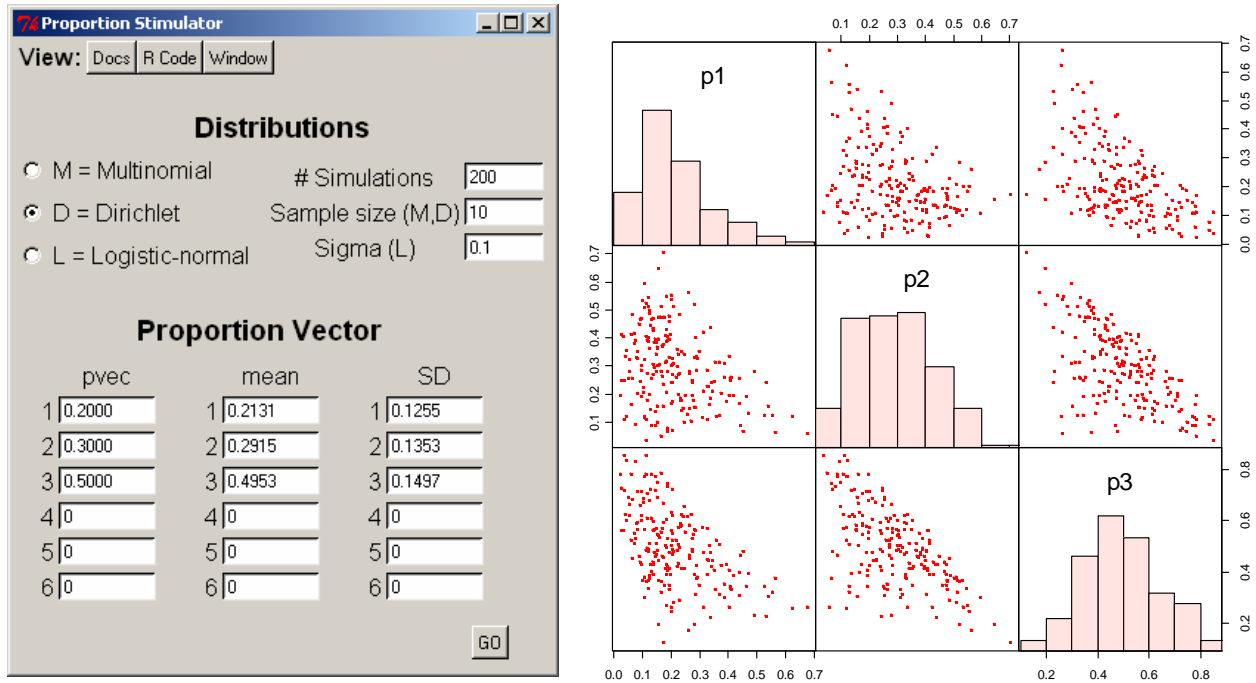 Proportion Stimulator
View: Docs R Code Window
Distributions
M = Multinomial
D = Dirichlet
L = Logistic-normal
# Simulations 200
Sample size (M,D) 10
Sigma (L) 0.1
Proportion Vector
pvec mean SD
1 0.2000 1 0.2131 1 0.1255
2 0.3000 2 0.2915 2 0.1353
3 0.5000 3 0.4953 3 0.1497
4 0 4 0 4 0
5 0 5 0 5 0
6 0 6 0 6 0
GO
0.1 0.2 0.3 0.4 0.5 0.6 0.7
p1
0.0 0.1 0.2 0.3 0.4 0.5 0.6 0.7
0.1 0.2 0.3 0.4 0.5 0.6 0.7
p2
p3
0.2 0.4 0.6 0.8
0.0 0.1 0.2 0.3 0.4 0.5 0.6 0.7
0.2 0.4 0.6 0.8